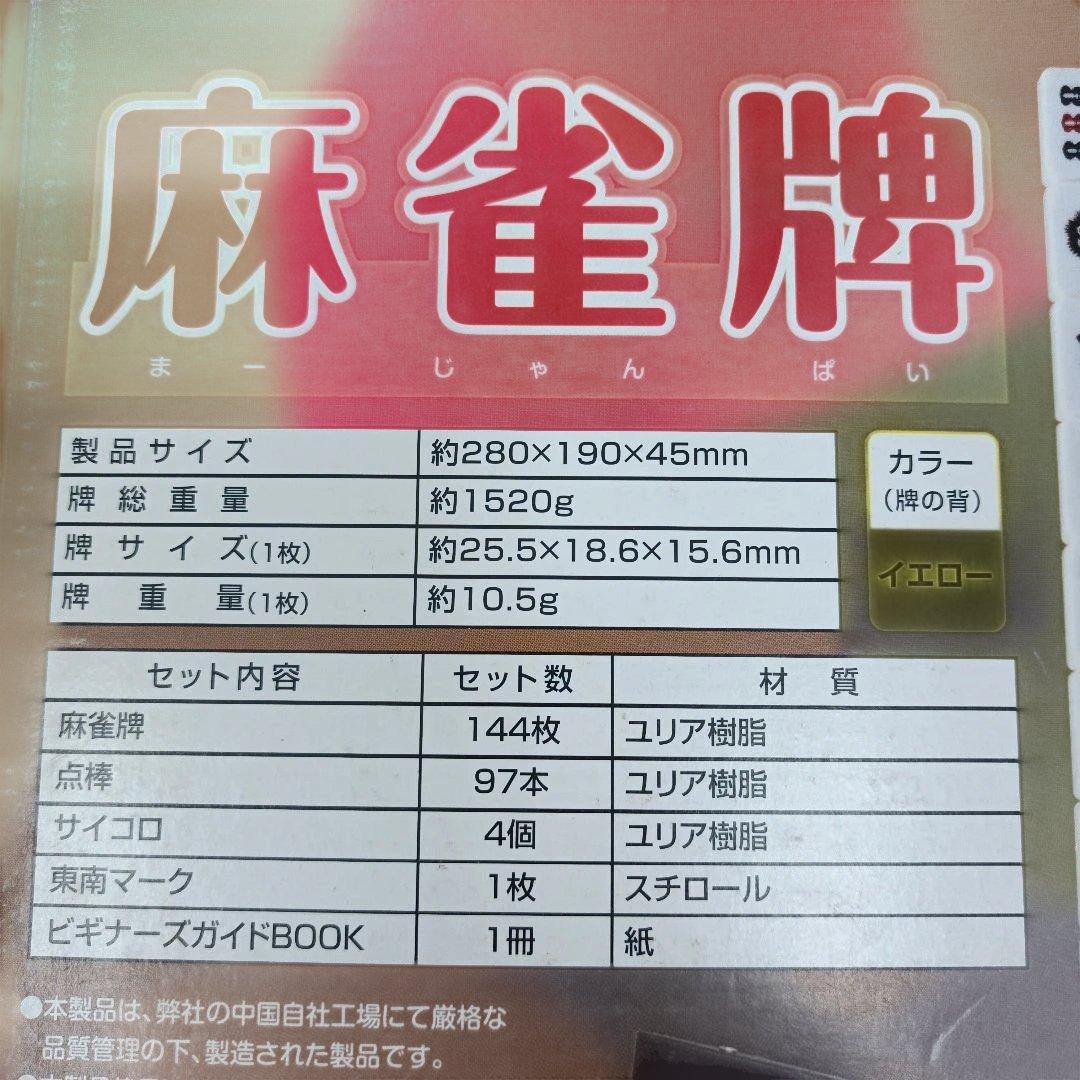 麻雀牌
まーじゃんぱい
製品サイズ 約280×190×45mm
牌総重量 約1520g
牌サイズ(1枚) 約25.5×18.6×15.6mm
牌重量(1枚) 約10.5g
カラー
(牌の背)
イエロー
セット内容 セット数 材質
麻雀牌 144枚 ユリア樹脂
点棒 97本 ユリア樹脂
サイコロ 4個 ユリア樹脂
東南マーク 1枚 スチロール
ビギナーズガイドBOOK 1冊 紙
●本製品は、弊社の中国自社工場にて厳格な
品質管理の下、製造された製品です。